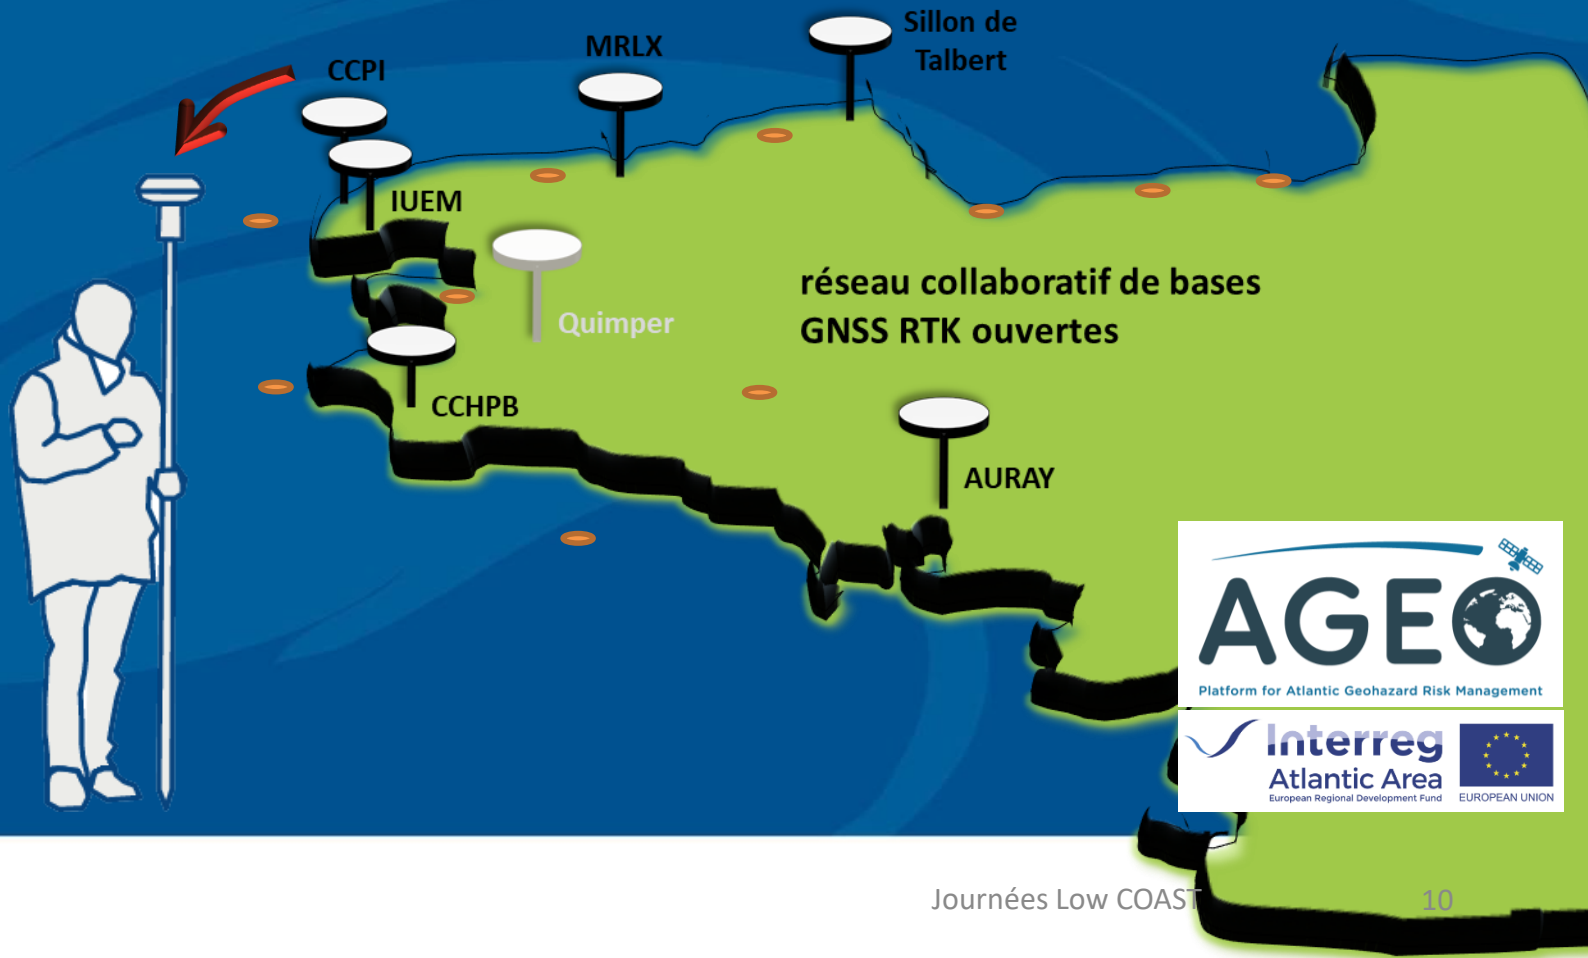 Sillon de
Talbert
MRLX
CCPI
IUEM
réseau collaboratif de bases
GNSS RTK ouvertes
Quimper
CCHPB
AURAY
AGEO
Platform for Atlantic Geohazard Risk Management
Interreg
Atlantic Area
European Regional Development Fund
EUROPEAN UNION
Journées Low COAST
10